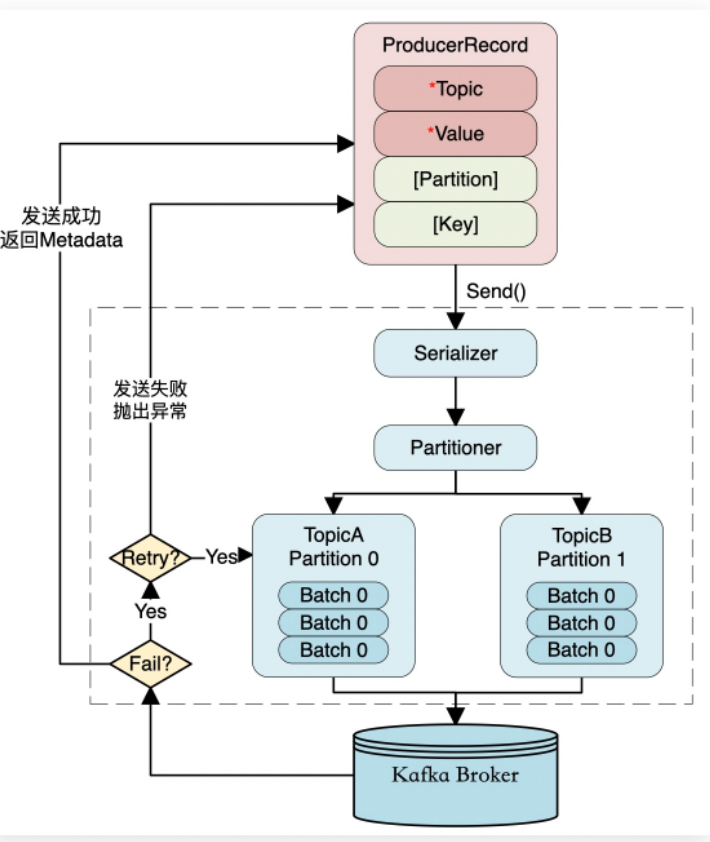 ProducerRecord
*Topic
*Value
[Partition]
[Key]
发送成功
返回Metadata
Send()
Serializer
发送失败
抛出异常
Partitioner
TopicA
Partition 0
Batch 0
Batch 0
Batch 0
TopicB
Partition 1
Batch 0
Batch 0
Batch 0
Retry?
Yes
Yes
Fail?
Kafka Broker